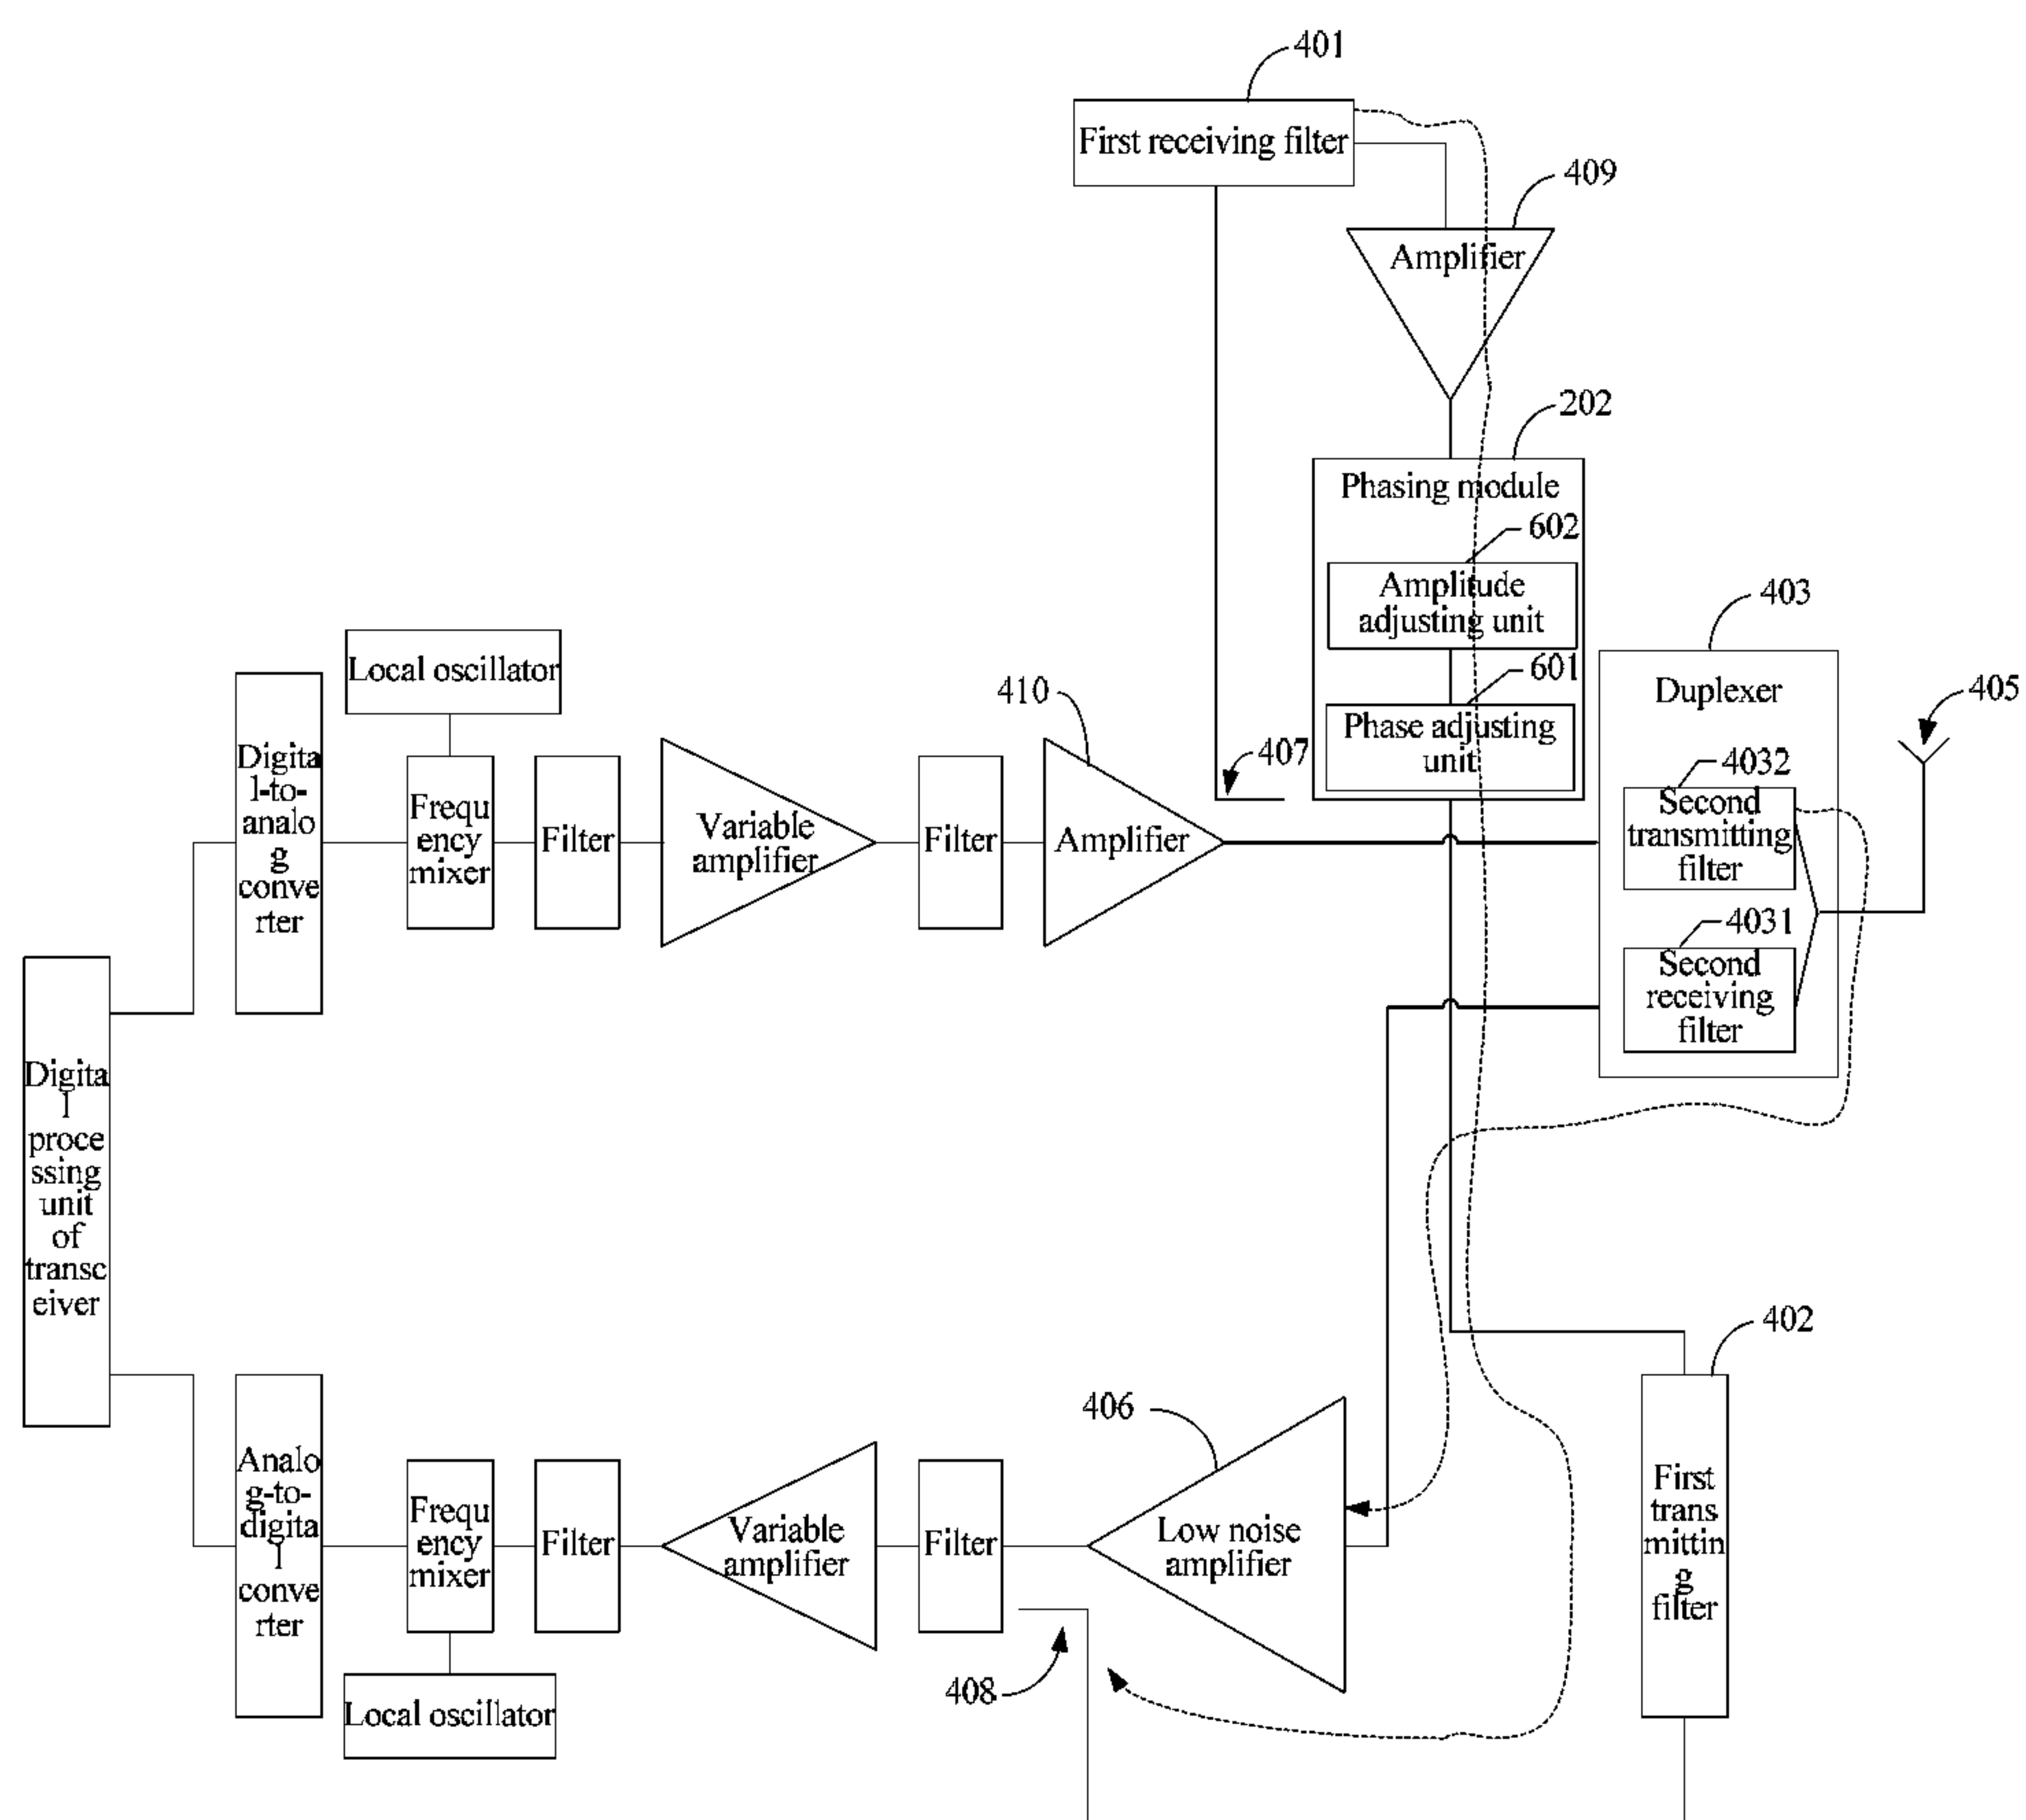 401
First receiving filter
409
Amplifier
202
Phasing module
602
Amplitude
adjusting unit
601
Phase adjusting
unit
403
Duplexer
405
4032
Second
transmitting
filter
4031
Second
receiving
filter
407
410
Local oscillator
Digita
l-to-
analo
g
conve
rter
Frequ
ency
mixer
Filter
Variable
amplifier
Filter
Amplifier
Digita
l
proce
ssing
unit
of
transc
eiver
402
First
trans
mittin
g
filter
406
Low noise
amplifier
Filter
Variable
amplifier
Filter
Frequ
ency
mixer
Analo
g-to-
digita
l
conve
rter
408
Local oscillator